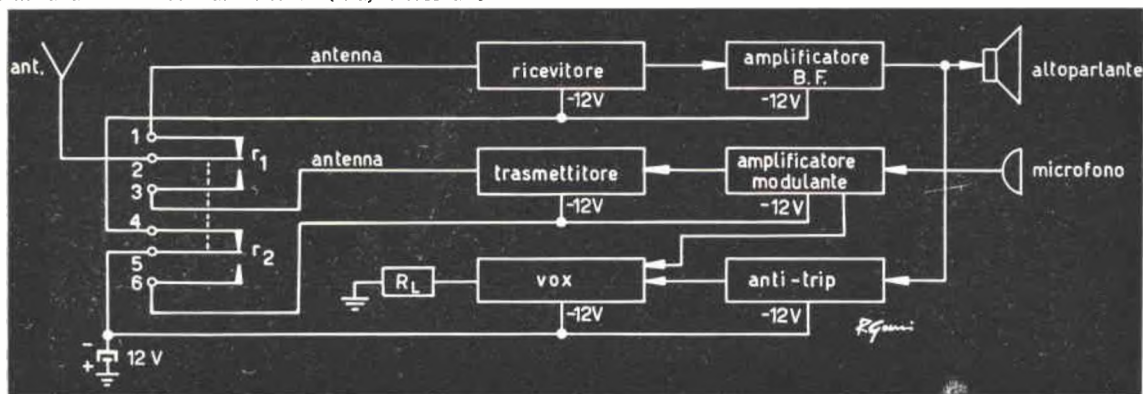 ant.
antenna
ricevitore
amplificatore
B.F.
altoparlante
-12V
-12V
1
2
3
4
5
6
r1
r2
antenna
trasmettitore
amplificatore
modulante
microfono
-12V
-12V
RL
vox
anti-trip
-12V
-12V
-
+
12 V